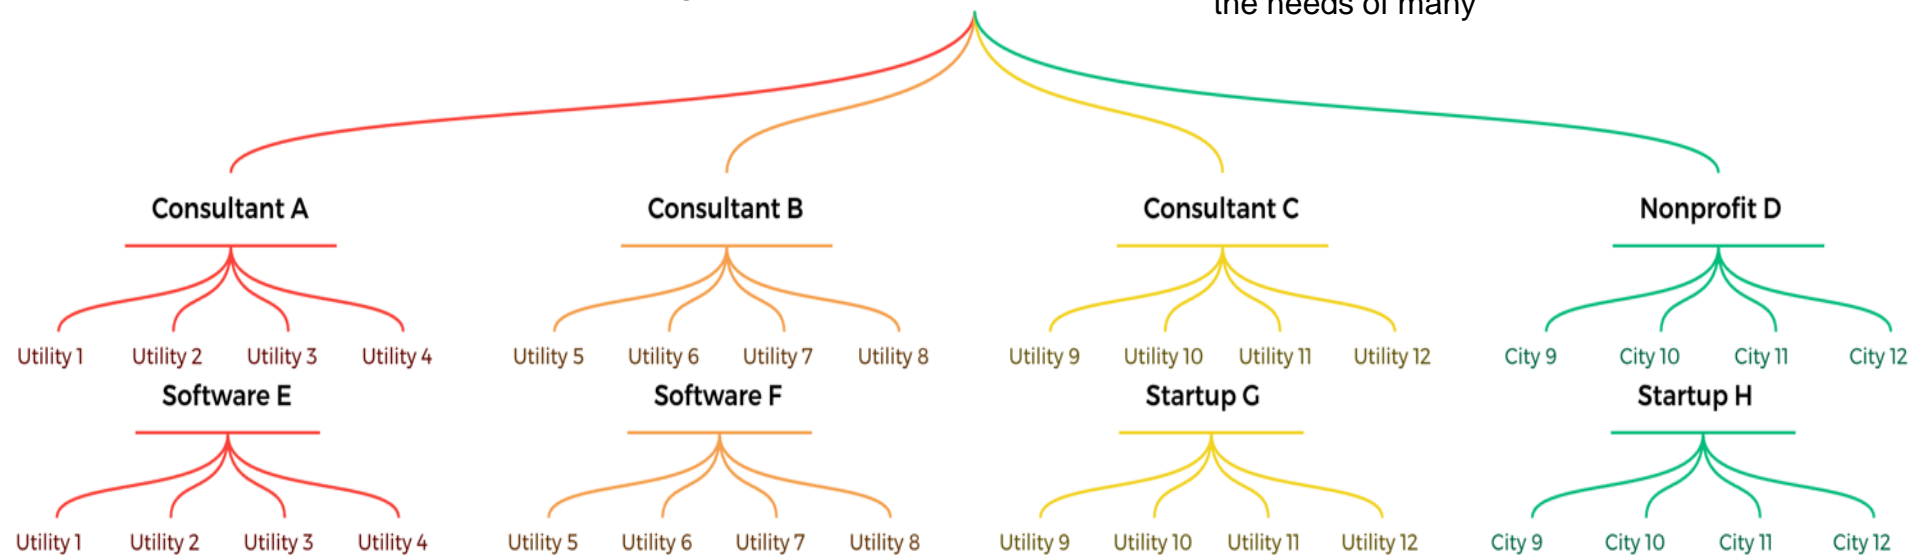 the needs of many
Consultant A Consultant B Consultant C Nonprofit D
Utility 1 Utility 2 Utility 3 Utility 4 Utility 5 Utility 6 Utility 7 Utility 8 Utility 9 Utility 10 Utility 11 Utility 12 City 9 City 10 City 11 City 12
Software E Software F Startup G Startup H
Utility 1 Utility 2 Utility 3 Utility 4 Utility 5 Utility 6 Utility 7 Utility 8 Utility 9 Utility 10 Utility 11 Utility 12 City 9 City 10 City 11 City 12